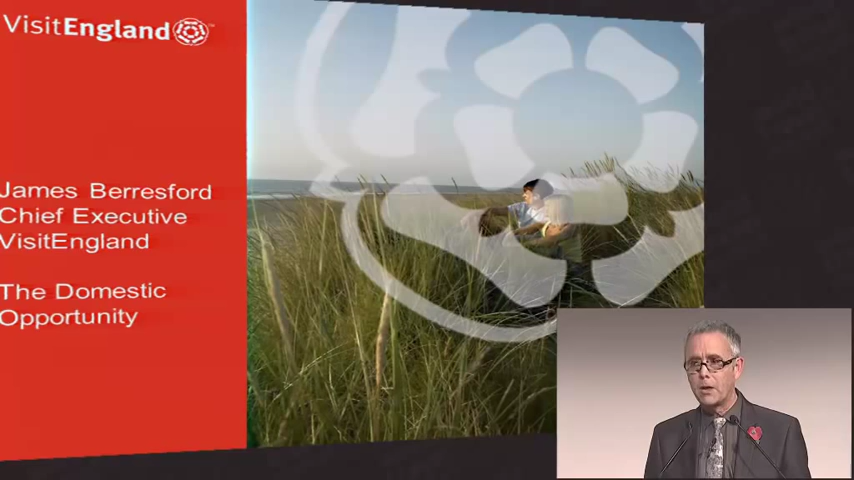 VisitEngland
James Berresford
Chief Executive
VisitEngland
The Domestic
Opportunity